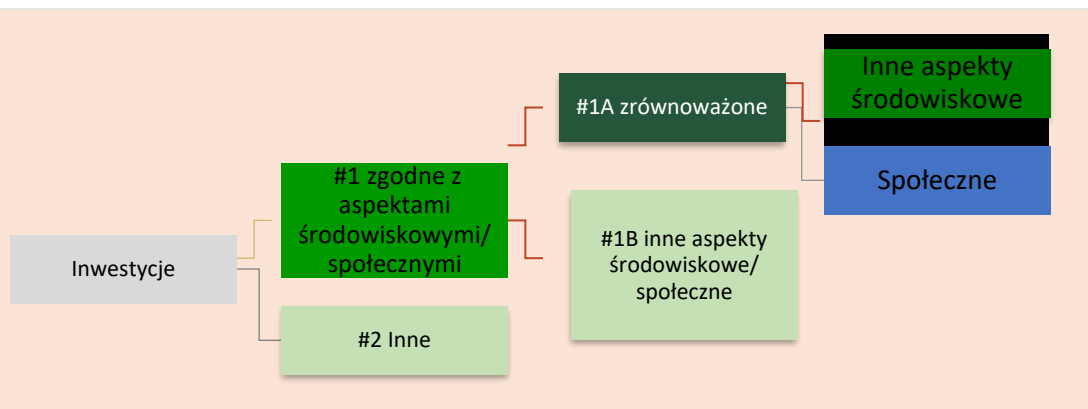 Inwestycje
#1 zgodne z
aspektami
środowiskowymi/
społecznymi
#2 Inne
#1A zrównoważone
#1B inne aspekty
środowiskowe/
społeczne
Inne aspekty
środowiskowe
Społeczne